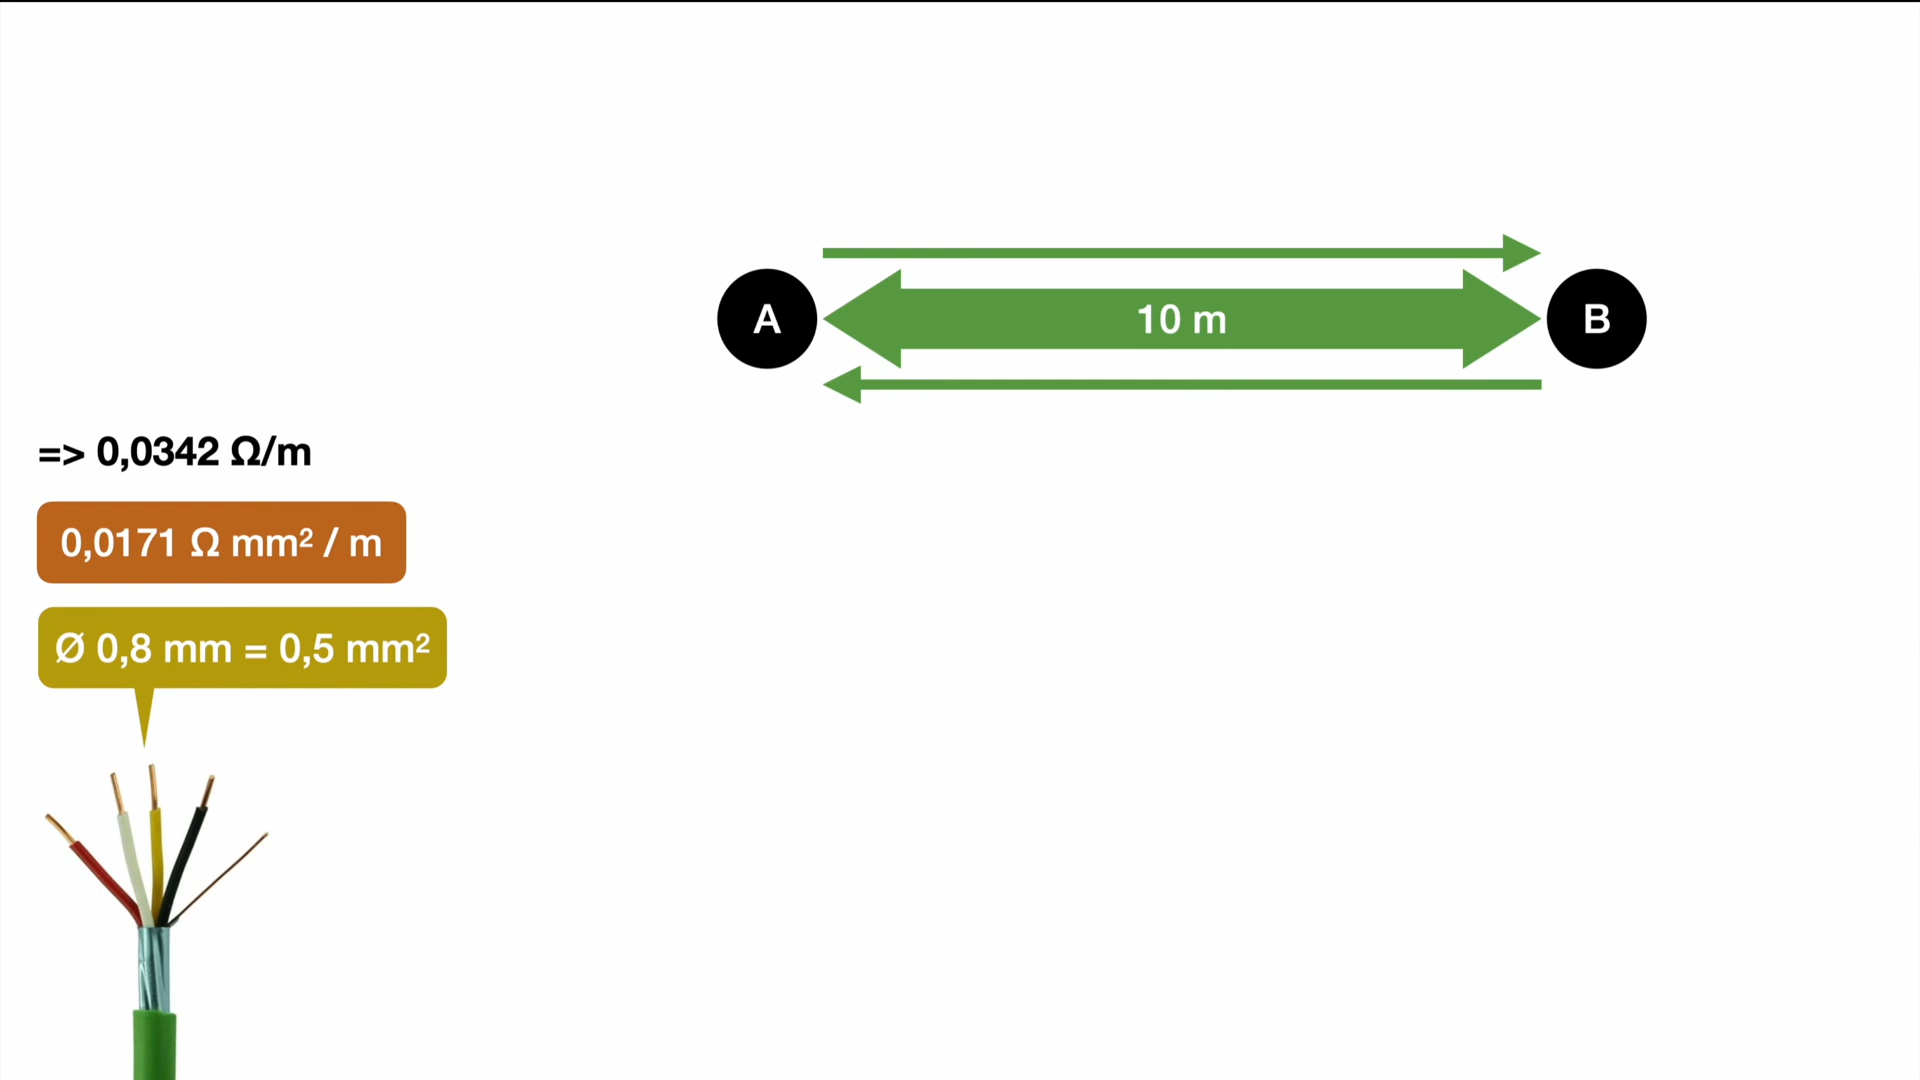 A
10 m
B
=> 0,0342 Ω/m
0,0171 Ω mm² / m
Ø 0,8 mm = 0,5 mm²